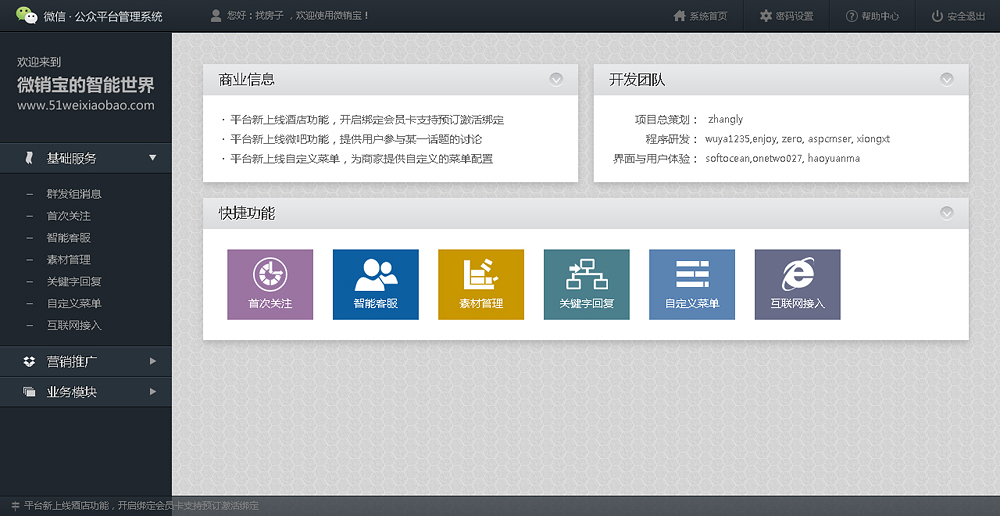 微信 · 公众平台管理系统
您好：找房子 ，欢迎使用微销宝！
系统首页
密码设置
帮助中心
安全退出
欢迎来到
微销宝的智能世界
www.51weixiaobao.com
基础服务
群发组消息
首次关注
智能客服
素材管理
关键字回复
自定义菜单
互联网接入
营销推广
业务模块
商业信息
· 平台新上线酒店功能，开启绑定会员卡支持预订激活绑定
· 平台新上线微吧功能，提供用户参与某一话题的讨论
· 平台新上线自定义菜单，为商家提供自定义的菜单配置
开发团队
项目总策划： zhangly
程序研发： wuya1235,enjoy, zero, aspcmser, xiongxt
界面与用户体验： softocean,onetwo027, haoyuanma
快捷功能
首次关注
智能客服
素材管理
关键字回复
自定义菜单
互联网接入
平台新上线酒店功能，开启绑定会员卡支持预订激活绑定